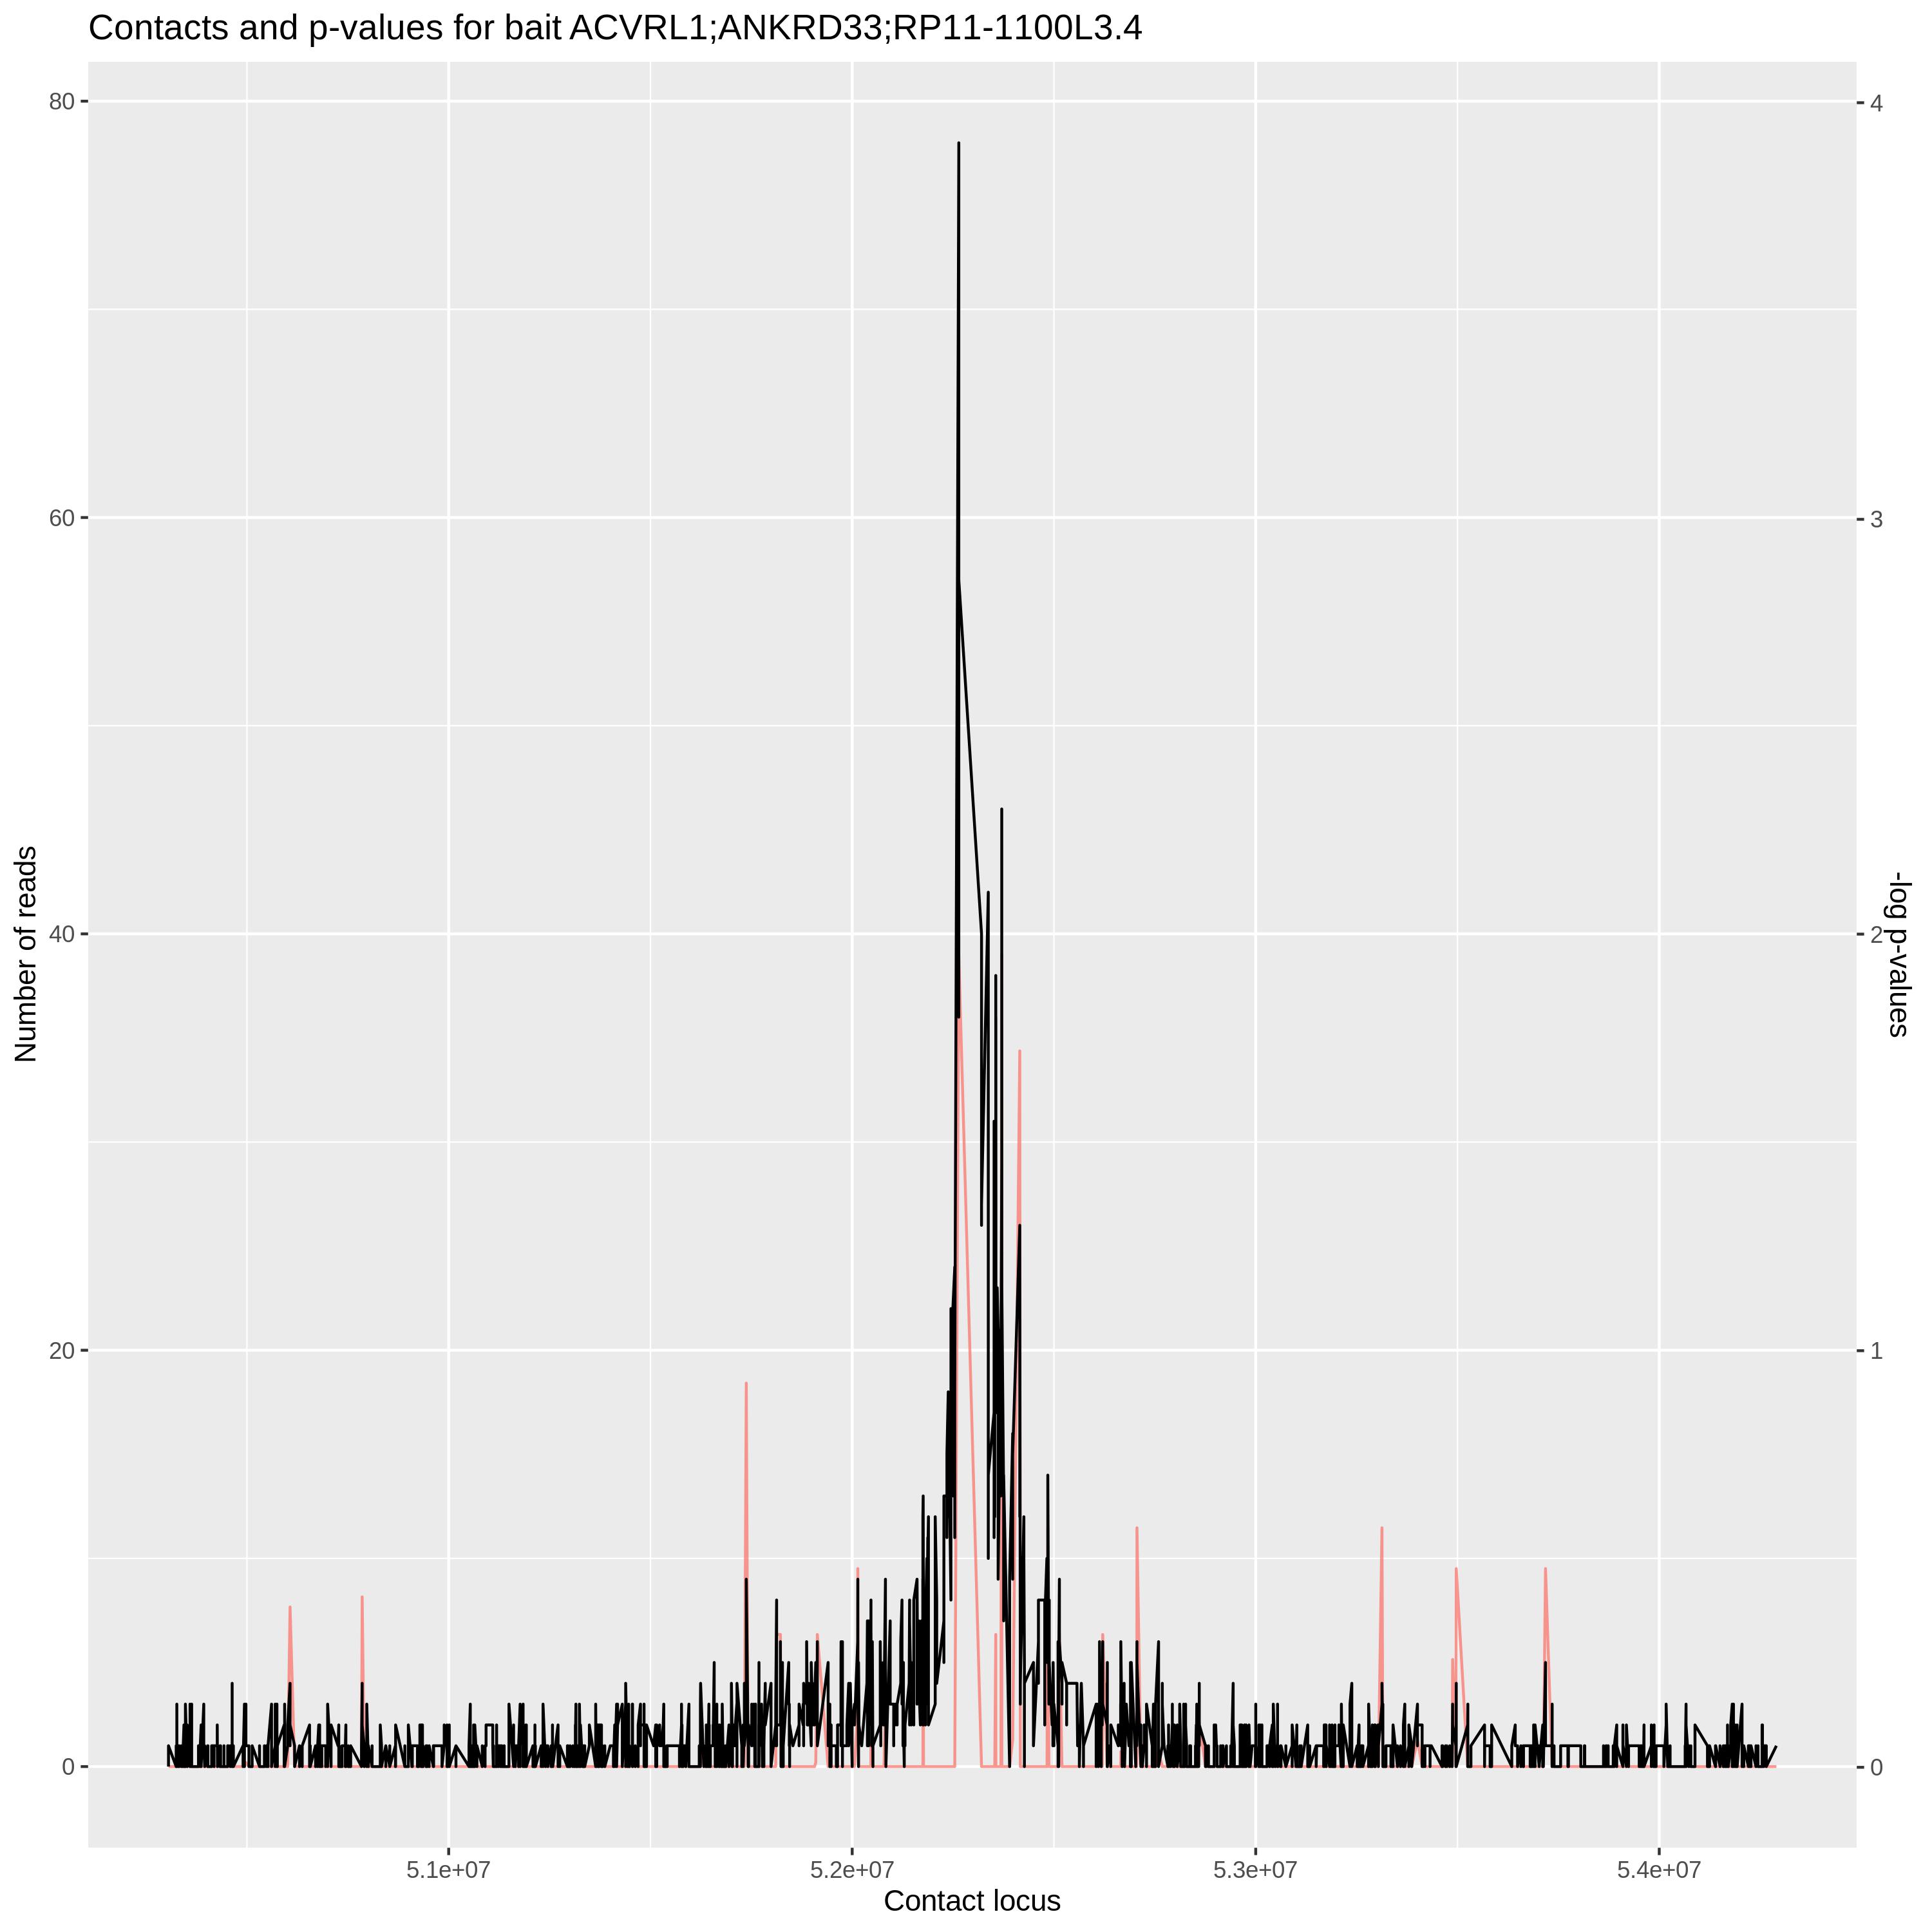 Contacts and p-values for bait ACVRL1;ANKRD33;RP11-1100L3.4
80
60
40
20
0
Number of reads
4
3
2
1
0
-log p-values
5.1e+07
5.2e+07
5.3e+07
5.4e+07
Contact locus